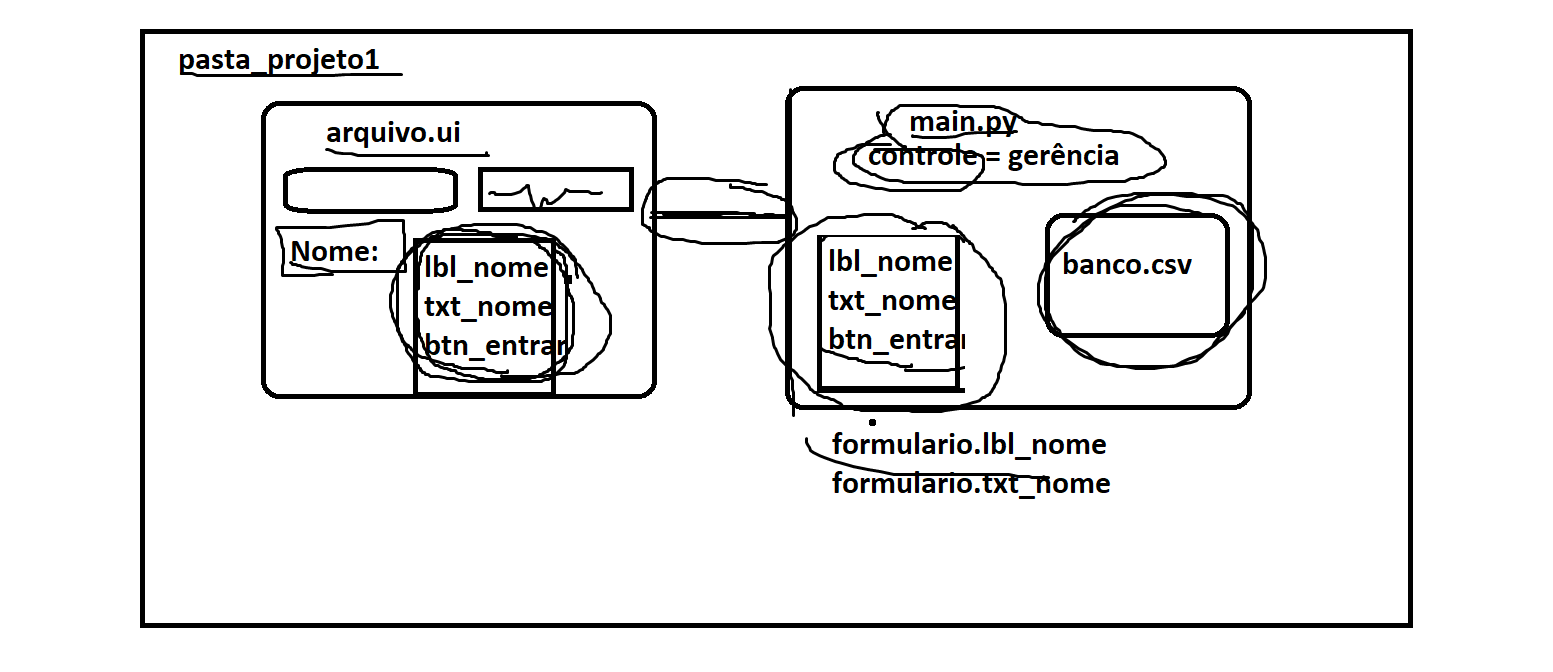 pasta_projeto1
arquivo.ui
Nome:
lbl_nome
txt_nome
btn_entrar
main.py
controle = gerência
lbl_nome
txt_nome
btn_entrar
banco.csv
formulario.lbl_nome
formulario.txt_nome